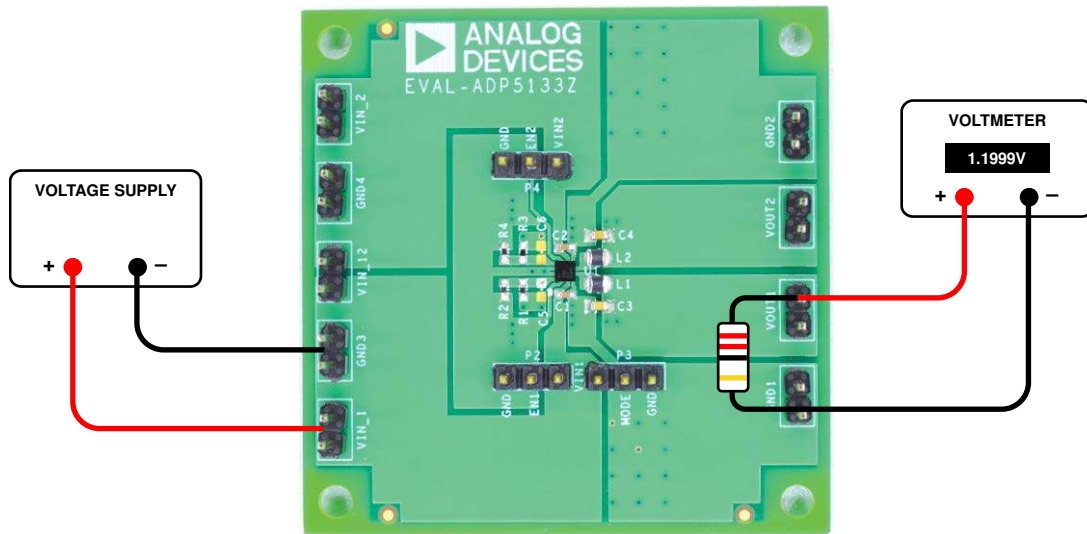 ANALOG
DEVICES
EVAL-ADP5133Z
VOLTAGE SUPPLY
+
−
VIN_2
GND4
VIN_12
GND3
VIN_1
GND
EN2
VIN2
P4
R4
R3
C6
C2
C4
L2
U1
L1
R2
R1
C5
C1
C3
P2
VIN1
P3
GND
EN1
MODE
GND
GND2
VOUT2
VOUT1
GND1
VOLTMETER
1.1999V
+
−